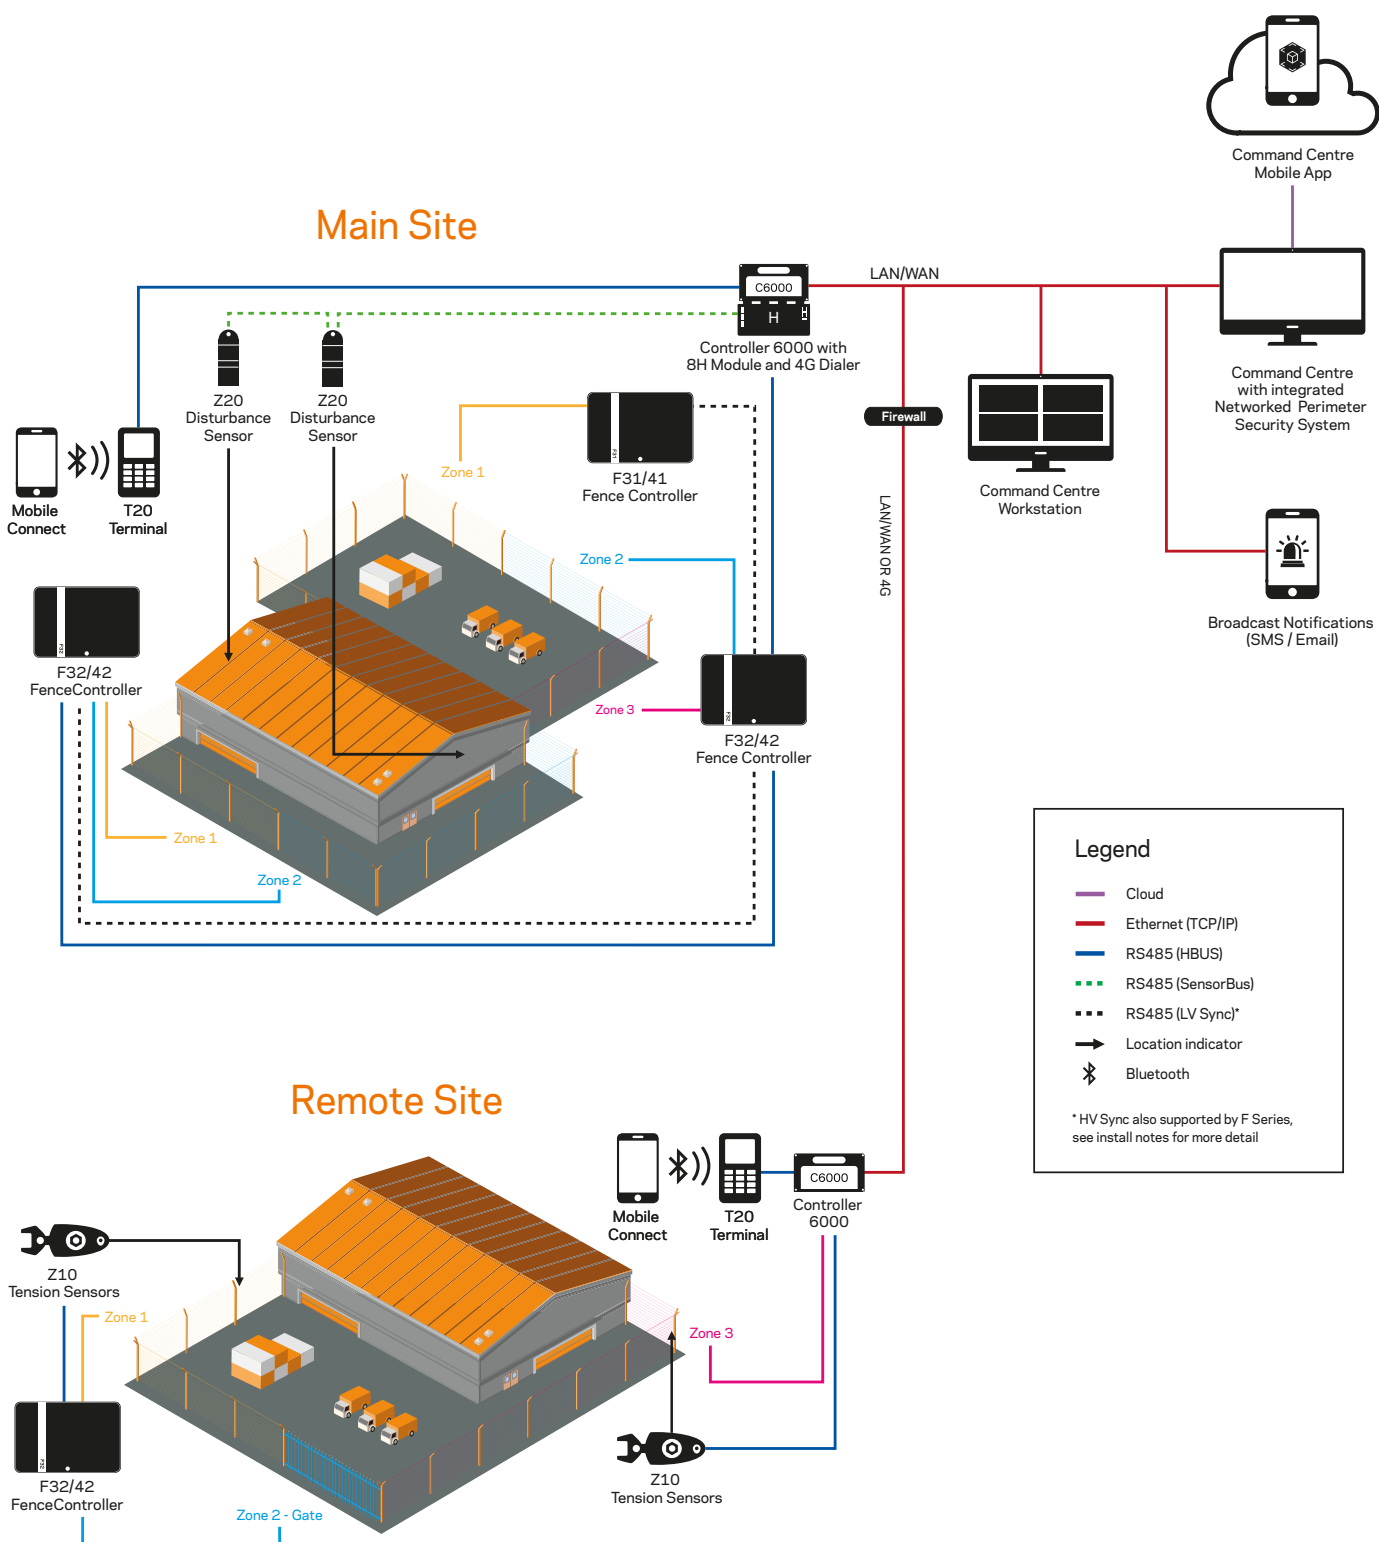 Command Centre
Mobile App
Main Site
LAN/WAN
C6000
H
Controller 6000 with
8H Module and 4G Dialer
Command Centre
with integrated
Networked Perimeter
Security System
Z20
Disturbance
Sensor
Z20
Disturbance
Sensor
Firewall
Zone 1
F31
F31/41
Fence Controller
Command Centre
Workstation
Mobile
Connect
T20
Terminal
LAN/WAN OR 4G
Zone 2
Broadcast Notifications
(SMS / Email)
F32
F32/42
FenceController
Zone 3
F32
F32/42
Fence Controller
Zone 1
Zone 2
Legend
Cloud
Ethernet (TCP/IP)
RS485 (HBUS)
RS485 (SensorBus)
RS485 (LV Sync)*
Location indicator
Bluetooth
* HV Sync also supported by F Series,
see install notes for more detail
Remote Site
C6000
Mobile
Connect
T20
Terminal
Controller
6000
Z10
Tension Sensors
Zone 1
Zone 3
F32
F32/42
FenceController
Z10
Tension Sensors
Zone 2 - Gate